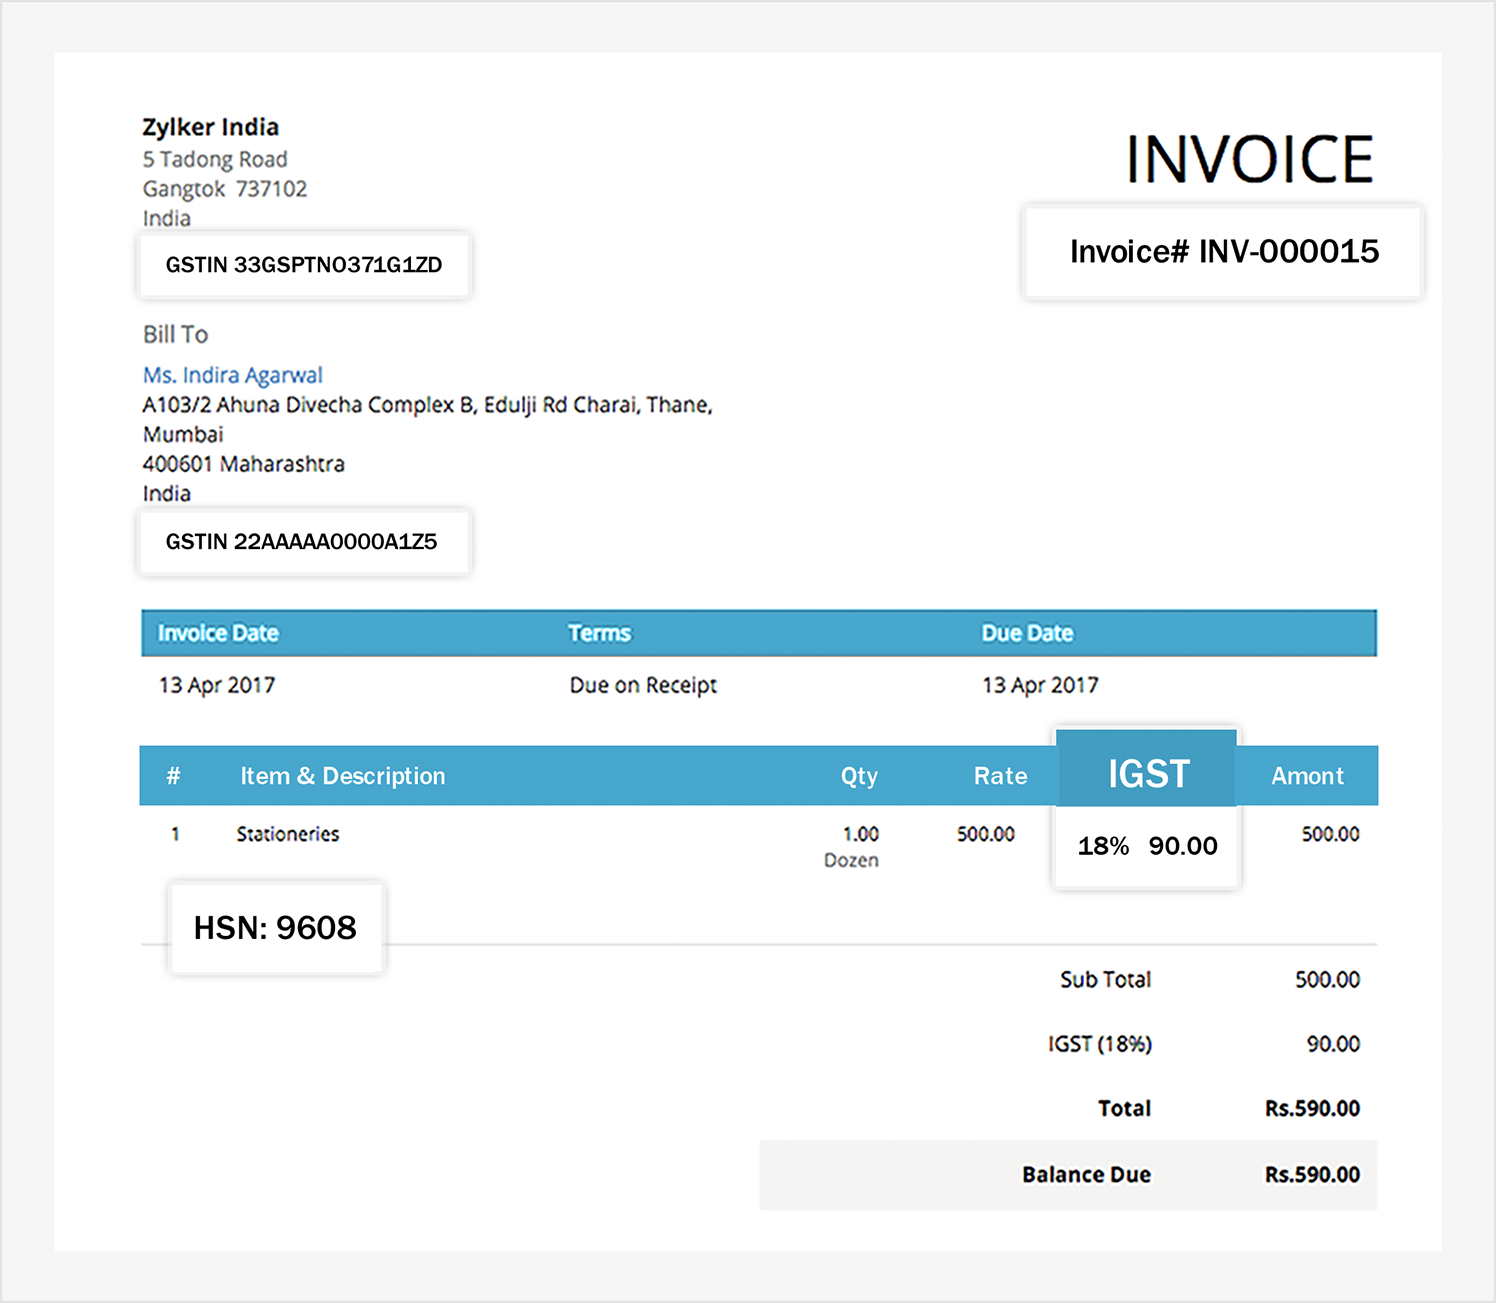 Zylker India
5 Tadong Road
Gangtok 737102
India
GSTIN 33GSPTNO371G1ZD
INVOICE
Invoice# INV-000015
Bill To
Ms. Indira Agarwal
A103/2 Ahuna Divecha Complex B, Edulji Rd Charai, Thane,
Mumbai
400601 Maharashtra
India
GSTIN 22AAAAA0000A1Z5
Invoice Date Terms Due Date
13 Apr 2017 Due on Receipt 13 Apr 2017
# Item & Description Qty Rate IGST Amont
1 Stationeries 1.00 500.00 18% 90.00 500.00
Dozen
HSN: 9608
Sub Total 500.00
IGST (18%) 90.00
Total Rs.590.00
Balance Due Rs.590.00